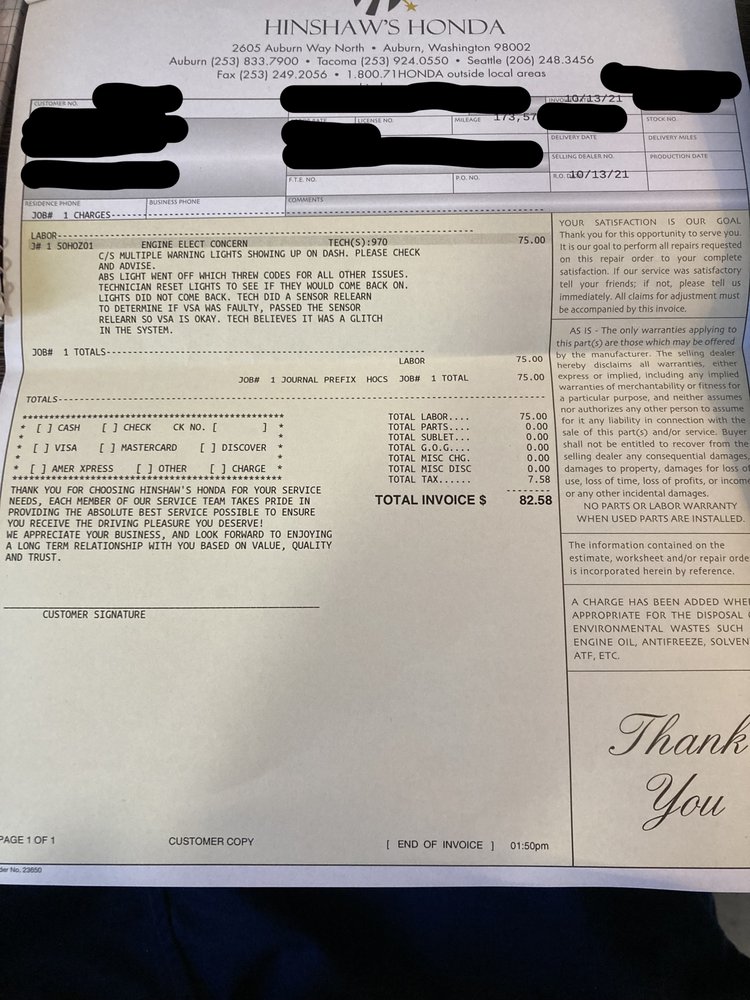 HINSHAW'S HONDA
2605 Auburn Way North • Auburn, Washington 98002
Auburn (253) 833.7900 • Tacoma (253) 924.0550 • Seattle (206) 248.3456
Fax (253) 249.2056 • 1.800.71HONDA outside local areas
CUSTOMER NO.
10/13/21
LICENSE NO.
MILEAGE
173,57
STOCK NO.
DELIVERY DATE
DELIVERY MILES
SELLING DEALER NO.
PRODUCTION DATE
F.T.E. NO.
P.O. NO.
10/13/21
RESIDENCE PHONE
BUSINESS PHONE
COMMENTS
JOB# 1 CHARGES
LABOR
J# 1 50HOZ01 ENGINE ELECT CONCERN TECH(S):970 75.00
C/S MULTIPLE WARNING LIGHTS SHOWING UP ON DASH. PLEASE CHECK
AND ADVISE.
ABS LIGHT WENT OFF WHICH THREW CODES FOR ALL OTHER ISSUES.
TECHNICIAN RESET LIGHTS TO SEE IF THEY WOULD COME BACK ON.
LIGHTS DID NOT COME BACK. TECH DID A SENSOR RELEARN
TO DETERMINE IF VSA WAS FAULTY, PASSED THE SENSOR
RELEARN SO VSA IS OKAY. TECH BELIEVES IT WAS A GLITCH
IN THE SYSTEM.
JOB# 1 TOTALS
LABOR 75.00
JOB# 1 JOURNAL PREFIX HOCS JOB# 1 TOTAL 75.00
TOTALS
* [ ] CASH [ ] CHECK CK NO. [ ] *
* [ ] VISA [ ] MASTERCARD [ ] DISCOVER *
* [ ] AMER XPRESS [ ] OTHER [ ] CHARGE *
TOTAL LABOR.... 75.00
TOTAL PARTS.... 0.00
TOTAL SUBLET... 0.00
TOTAL G.O.G.... 0.00
TOTAL MISC CHG. 0.00
TOTAL MISC DISC 0.00
TOTAL TAX...... 7.58
TOTAL INVOICE $ 82.58
THANK YOU FOR CHOOSING HINSHAW'S HONDA FOR YOUR SERVICE
NEEDS, EACH MEMBER OF OUR SERVICE TEAM TAKES PRIDE IN
PROVIDING THE ABSOLUTE BEST SERVICE POSSIBLE TO ENSURE
YOU RECEIVE THE DRIVING PLEASURE YOU DESERVE!
WE APPRECIATE YOUR BUSINESS, AND LOOK FORWARD TO ENJOYING
A LONG TERM RELATIONSHIP WITH YOU BASED ON VALUE, QUALITY
AND TRUST.
CUSTOMER SIGNATURE
YOUR SATISFACTION IS OUR GOAL
Thank you for this opportunity to serve you.
It is our goal to perform all repairs requested
on this repair order to your complete
satisfaction. If our service was satisfactory
tell your friends; if not, please tell us
immediately. All claims for adjustment must
be accompanied by this invoice.
AS IS - The only warranties applying to
this part(s) are those which may be offered
by the manufacturer. The selling dealer
hereby disclaims all warranties, either
express or implied, including any implied
warranties of merchantability or fitness for
a particular purpose, and neither assumes
nor authorizes any other person to assume
for it any liability in connection with the
sale of this part(s) and/or service. Buyer
shall not be entitled to recover from the
selling dealer any consequential damages,
damages to property, damages for loss of
use, loss of time, loss of profits, or income
or any other incidental damages.
NO PARTS OR LABOR WARRANTY
WHEN USED PARTS ARE INSTALLED.
The information contained on the
estimate, worksheet and/or repair orde
is incorporated herein by reference.
A CHARGE HAS BEEN ADDED WHE
APPROPRIATE FOR THE DISPOSAL
ENVIRONMENTAL WASTES SUCH
ENGINE OIL, ANTIFREEZE, SOLVEN
ATF, ETC.
Thank
You
PAGE 1 OF 1 CUSTOMER COPY [ END OF INVOICE ] 01:50pm
der No. 23650